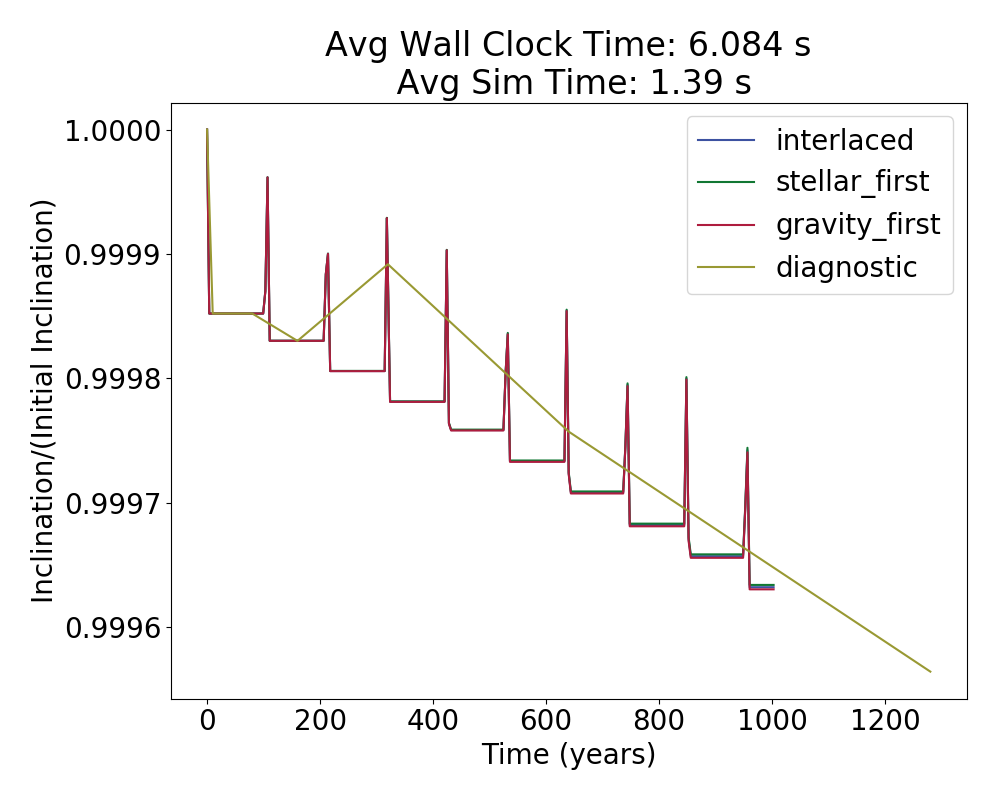 Avg Wall Clock Time: 6.084 s
Avg Sim Time: 1.39 s
Inclination/(Initial Inclination)
1.0000
0.9999
0.9998
0.9997
0.9996
interlaced
stellar_first
gravity_first
diagnostic
0 200 400 600 800 1000 1200
Time (years)